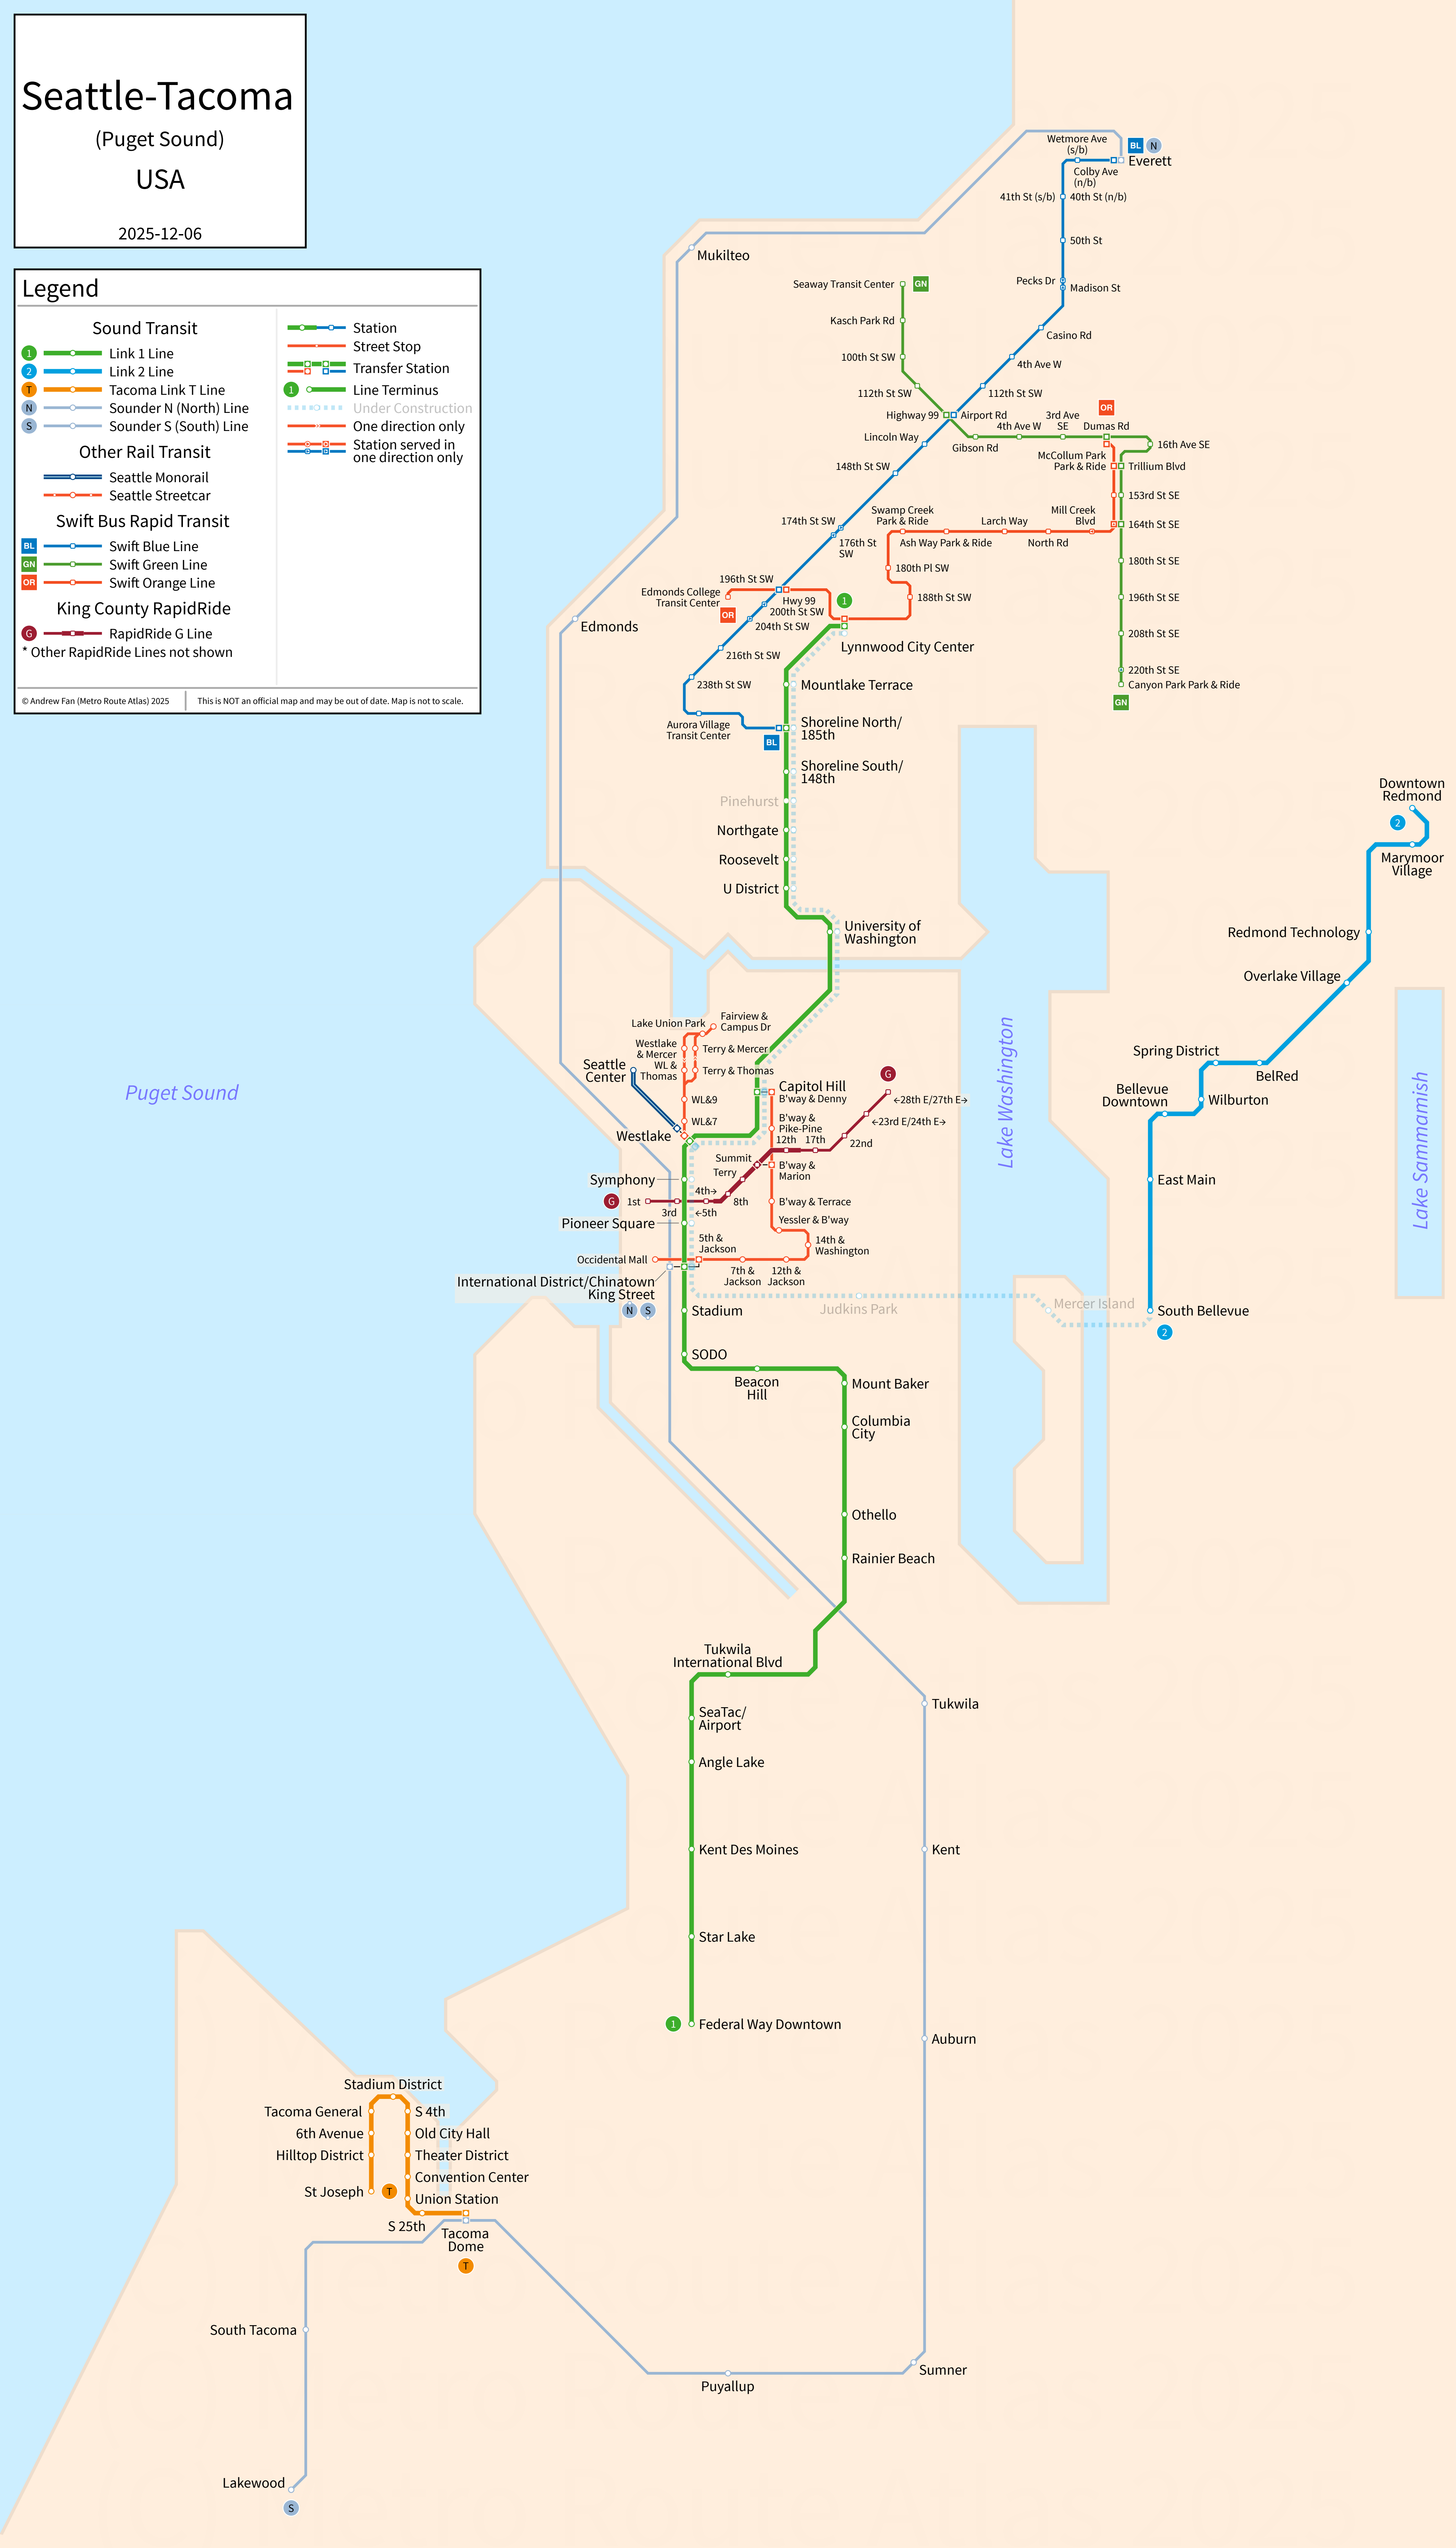 Seattle-Tacoma
(Puget Sound)
USA
2025-12-06
Legend
Sound Transit
1 Link 1 Line
2 Link 2 Line
T Tacoma Link T Line
N Sounder N (North) Line
S Sounder S (South) Line
Other Rail Transit
Seattle Monorail
Seattle Streetcar
Swift Bus Rapid Transit
BL Swift Blue Line
GN Swift Green Line
OR Swift Orange Line
King County RapidRide
G RapidRide G Line
* Other RapidRide Lines not shown
Station
Street Stop
Transfer Station
1 Line Terminus
Under Construction
One direction only
Station served in
one direction only
© Andrew Fan (Metro Route Atlas) 2025
This is NOT an official map and may be out of date. Map is not to scale.
Wetmore Ave
(s/b)
BL N
Everett
Colby Ave
(n/b)
41th St (s/b)
40th St (n/b)
50th St
Mukilteo
Pecks Dr
Madison St
Seaway Transit Center
GN
Kasch Park Rd
Casino Rd
100th St SW
4th Ave W
112th St SW
112th St SW
OR
Highway 99
Airport Rd
3rd Ave
SE
4th Ave W
Dumas Rd
Lincoln Way
Gibson Rd
16th Ave SE
McCollum Park
Park & Ride
Trillium Blvd
148th St SW
153rd St SE
Swamp Creek
Park & Ride
Larch Way
Mill Creek
Blvd
174th St SW
164th St SE
176th St
SW
Ash Way Park & Ride
North Rd
180th St SE
180th Pl SW
196th St SW
Edmonds College
Transit Center
Hwy 99
1
188th St SW
196th St SE
200th St SW
OR
204th St SW
Edmonds
208th St SE
Lynnwood City Center
216th St SW
220th St SE
238th St SW
Mountlake Terrace
Canyon Park Park & Ride
GN
Aurora Village
Transit Center
Shoreline North/
185th
BL
Shoreline South/
148th
Pinehurst
Downtown
Redmond
2
Northgate
Roosevelt
Marymoor
Village
U District
University of
Washington
Redmond Technology
Overlake Village
Lake Union Park
Fairview &
Campus Dr
Westlake
& Mercer
Terry & Mercer
WL &
Thomas
Terry & Thomas
Seattle
Center
Spring District
BelRed
G
Capitol Hill
B'way & Denny
←28th E/27th E→
Puget Sound
Lake Washington
Lake Sammamish
Bellevue
Downtown
Wilburton
WL&9
WL&7
B'way &
Pike-Pine
←23rd E/24th E→
Westlake
12th
17th
22nd
Summit
Terry
B'way &
Marion
Symphony
East Main
4th→
G
1st
8th
B'way & Terrace
3rd
←5th
Pioneer Square
Yessler & B'way
5th &
Jackson
14th &
Washington
Occidental Mall
7th &
Jackson
12th &
Jackson
International District/Chinatown
King Street
N S
Stadium
Judkins Park
Mercer Island
South Bellevue
2
SODO
Beacon
Hill
Mount Baker
Columbia
City
Othello
Rainier Beach
Tukwila
International Blvd
Tukwila
SeaTac/
Airport
Angle Lake
Kent Des Moines
Kent
Star Lake
1
Federal Way Downtown
Auburn
Stadium District
Tacoma General
S 4th
6th Avenue
Old City Hall
Hilltop District
Theater District
Convention Center
St Joseph
T
Union Station
S 25th
Tacoma
Dome
T
South Tacoma
Sumner
Puyallup
Lakewood
S